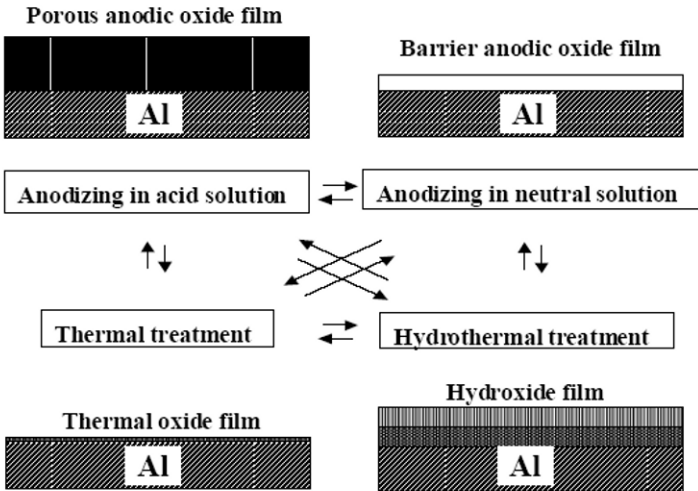 Porous anodic oxide film
Barrier anodic oxide film
Al
Al
Anodizing in acid solution
Anodizing in neutral solution
Thermal treatment
Hydrothermal treatment
Thermal oxide film
Hydroxide film
Al
Al